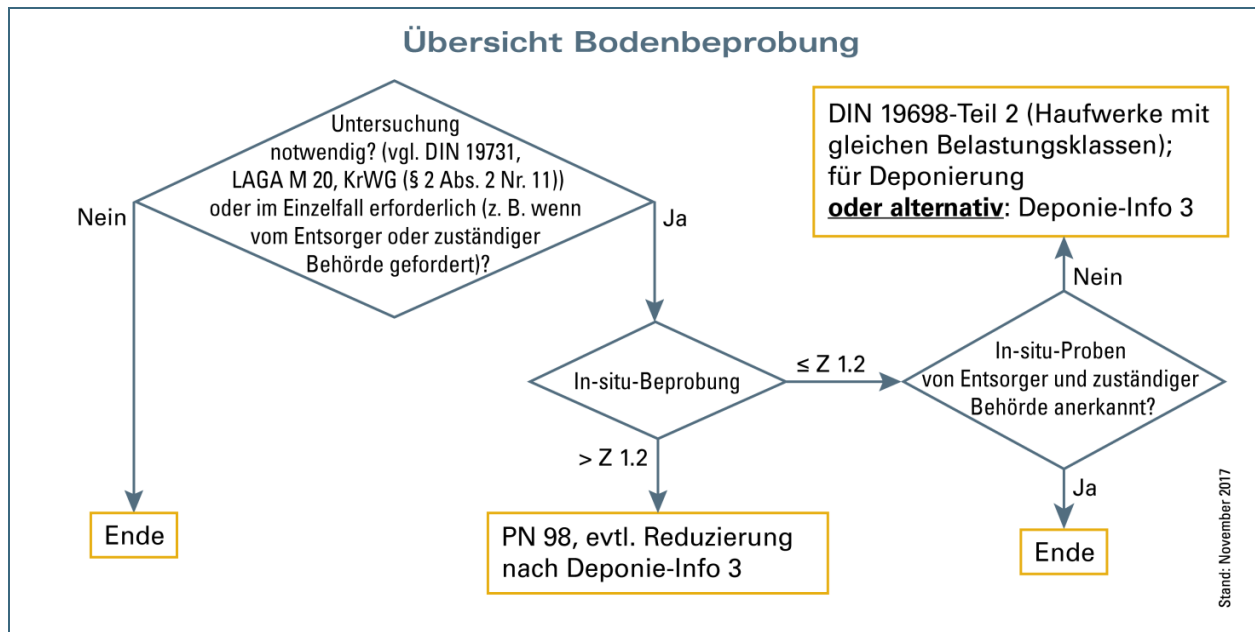 Übersicht Bodenbeprobung
Untersuchung
notwendig? (vgl. DIN 19731,
LAGA M 20, KrWG (§ 2 Abs. 2 Nr. 11))
oder im Einzelfall erforderlich (z. B. wenn
vom Entsorger oder zuständiger
Behörde gefordert)?
Nein
Ja
Ende
In-situ-Beprobung
≤ Z 1.2
> Z 1.2
PN 98, evtl. Reduzierung
nach Deponie-Info 3
DIN 19698-Teil 2 (Haufwerke mit
gleichen Belastungsklassen);
für Deponierung
oder alternativ: Deponie-Info 3
Nein
In-situ-Proben
von Entsorger und zuständiger
Behörde anerkannt?
Ja
Ende
Stand: November 2017